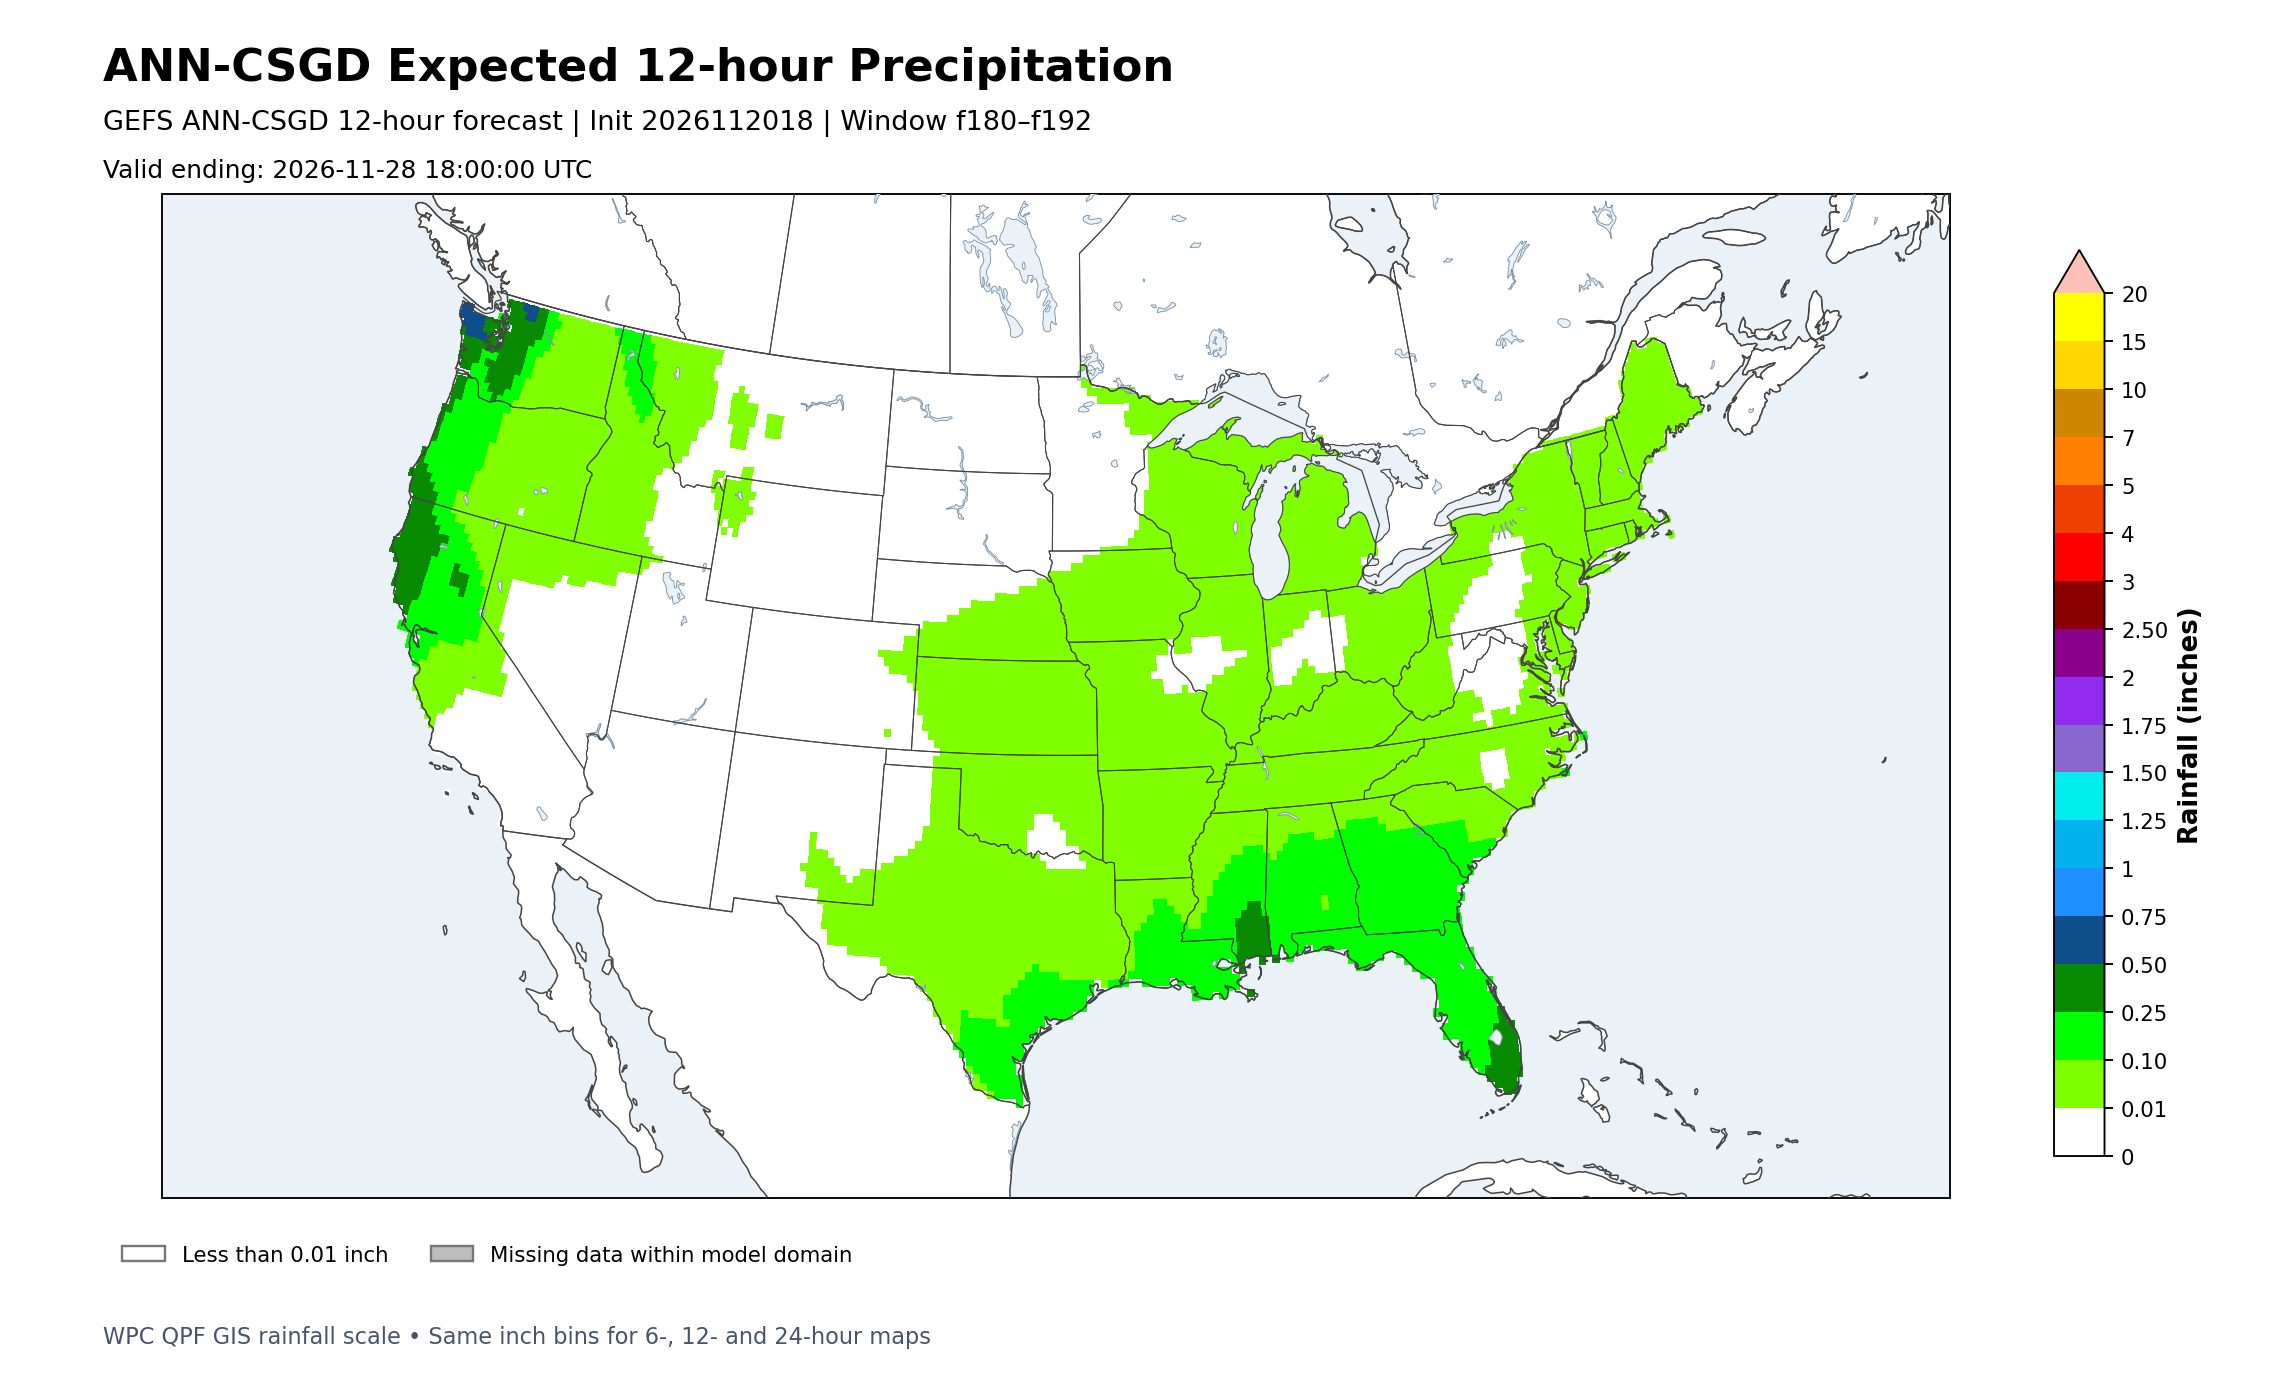 ANN-CSGD Expected 12-hour Precipitation
GEFS ANN-CSGD 12-hour forecast | Init 2026112018 | Window f180–f192
Valid ending: 2026-11-28 18:00:00 UTC
20
15
10
7
5
4
3
2.50
2
1.75
1.50
1.25
1
0.75
0.50
0.25
0.10
0.01
0
Rainfall (inches)
Less than 0.01 inch
Missing data within model domain
WPC QPF GIS rainfall scale • Same inch bins for 6-, 12- and 24-hour maps